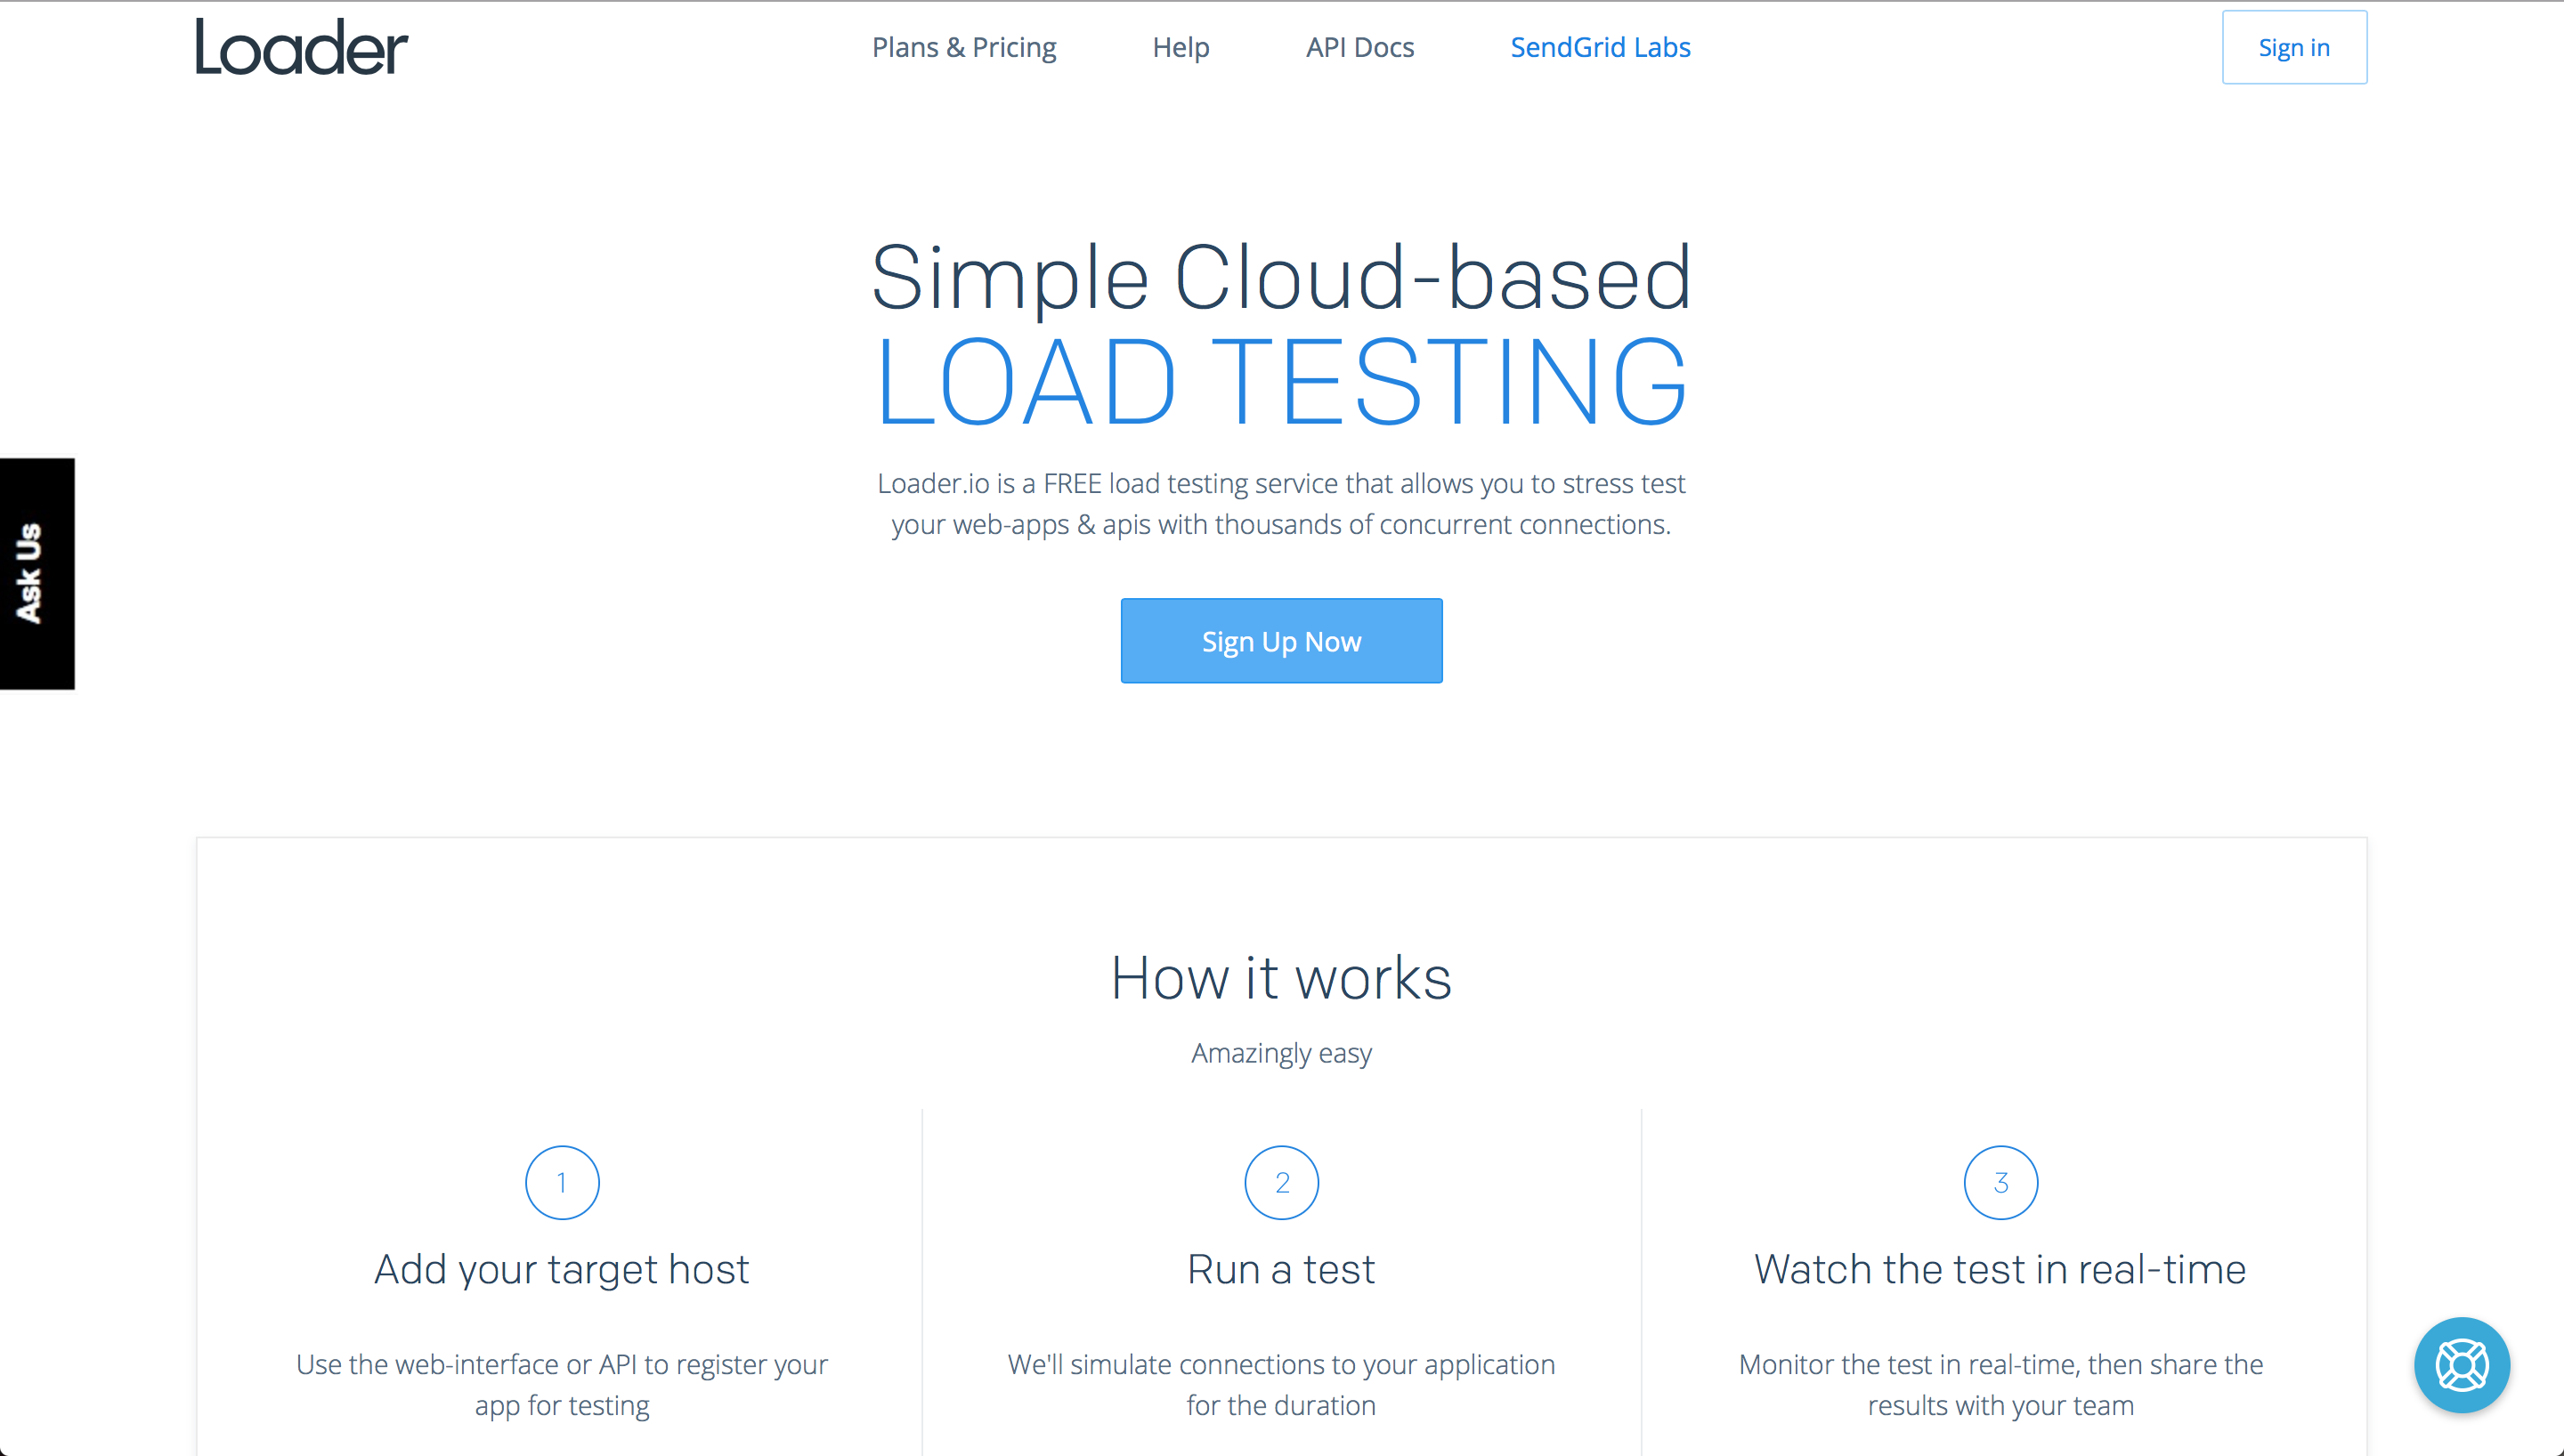 Loader
Plans & Pricing
Help
API Docs
SendGrid Labs
Sign in
Simple Cloud-based
LOAD TESTING
Loader.io is a FREE load testing service that allows you to stress test
your web-apps & apis with thousands of concurrent connections.
Ask Us
Sign Up Now
How it works
Amazingly easy
1
Add your target host
Use the web-interface or API to register your
app for testing
2
Run a test
We'll simulate connections to your application
for the duration
3
Watch the test in real-time
Monitor the test in real-time, then share the
results with your team